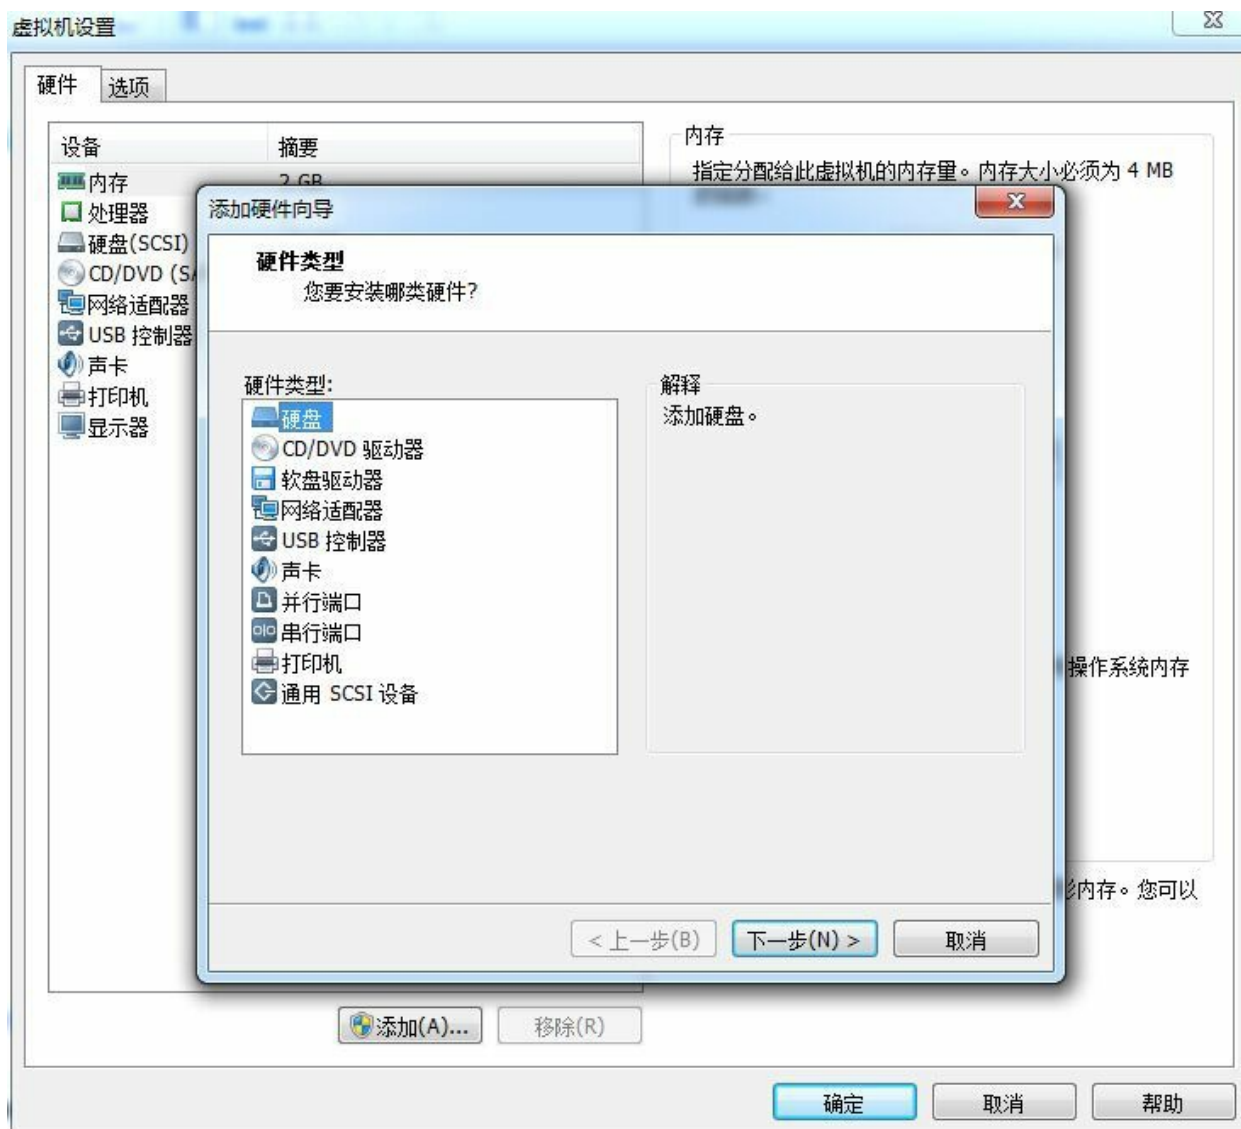 虚拟机设置
硬件 选项
设备 摘要
内存 2 GB
处理器
硬盘(SCSI)
CD/DVD (SA
网络适配器
USB 控制器
声卡
打印机
显示器
内存
指定分配给此虚拟机的内存量。内存大小必须为 4 MB
操作系统内存
内存。您可以
添加硬件向导
硬件类型
您要安装哪类硬件?
硬件类型:
硬盘
CD/DVD 驱动器
软盘驱动器
网络适配器
USB 控制器
声卡
并行端口
串行端口
打印机
通用 SCSI 设备
解释
添加硬盘。
< 上一步(B) 下一步(N) > 取消
添加(A)... 移除(R)
确定 取消 帮助